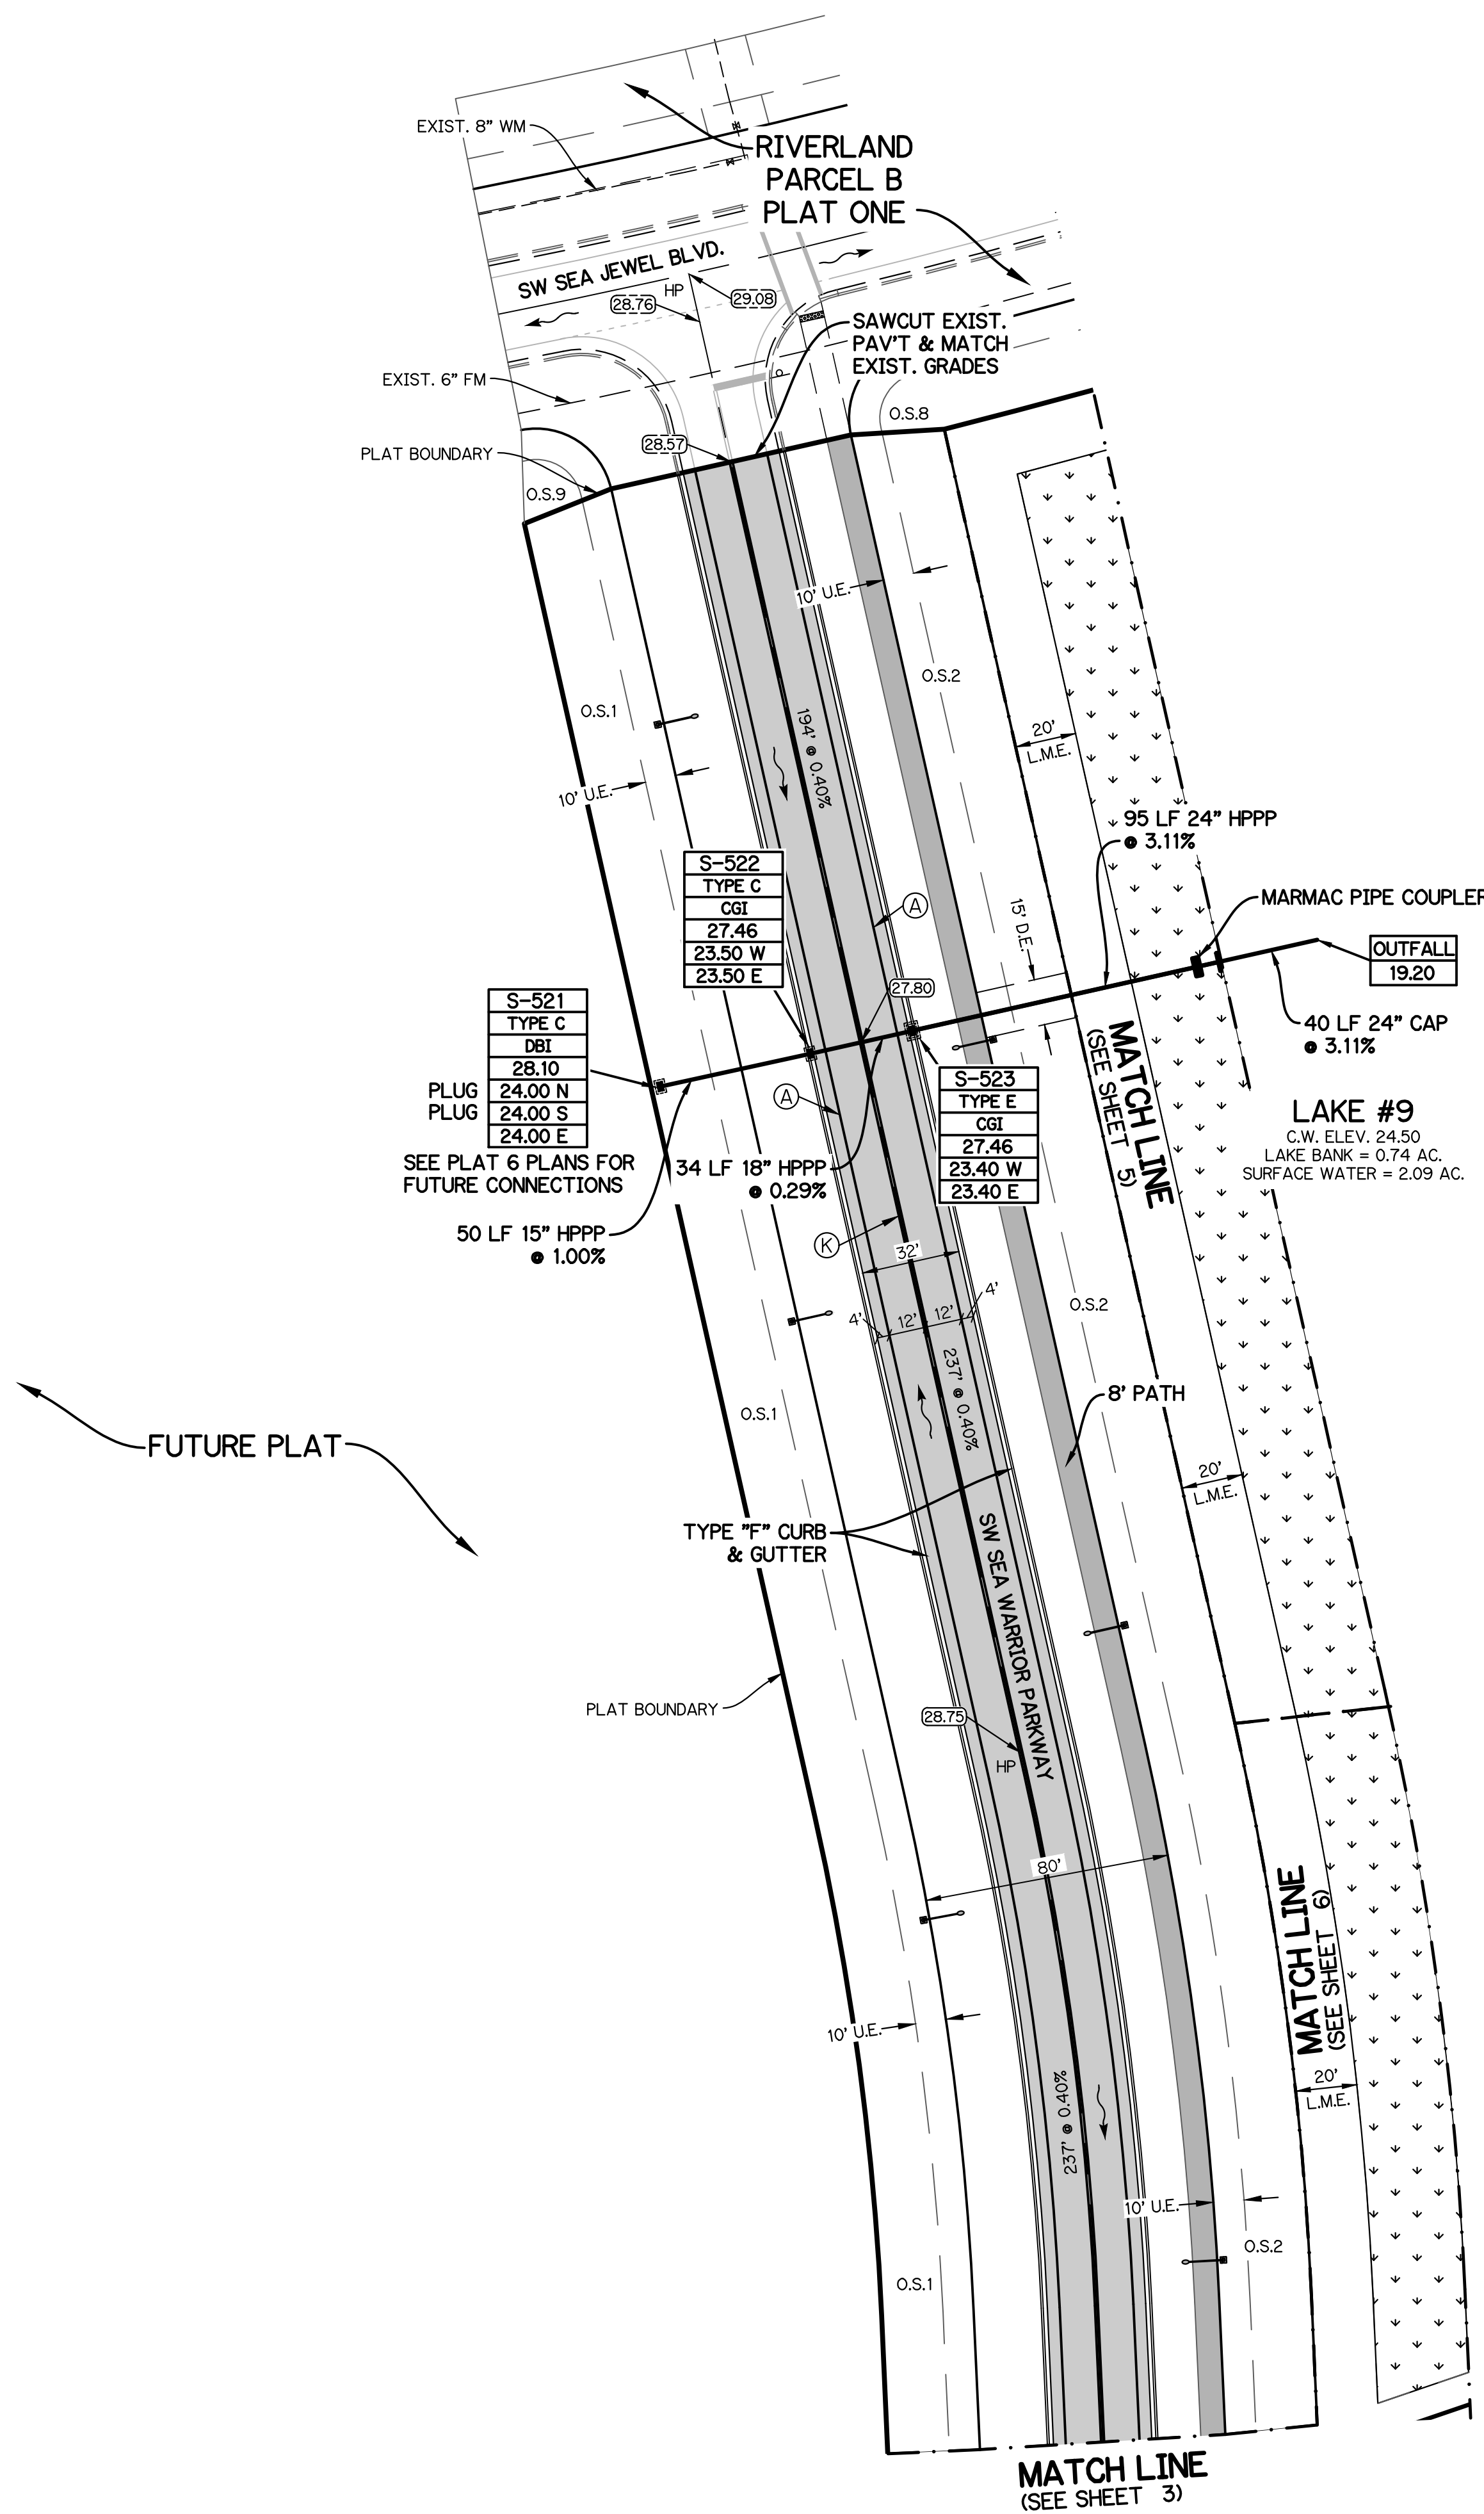 EXIST. 8" WM
RIVERLAND
PARCEL B
PLAT ONE
SW SEA JEWEL BLVD.
HP
28.76
29.08
SAWCUT EXIST.
PAV'T & MATCH
EXIST. GRADES
EXIST. 6" FM
O.S.8
28.57
PLAT BOUNDARY
O.S.9
10' U.E.
O.S.2
O.S.1
194' @ 0.40%
20'
L.M.E.
10' U.E.
95 LF 24" HPPP
@ 3.11%
S-522
TYPE C
CGI
27.46
23.50 W
23.50 E
A
15' D.E.
MARMAC PIPE COUPLER
OUTFALL
19.20
27.80
S-521
TYPE C
DBI
28.10
PLUG 24.00 N
PLUG 24.00 S
24.00 E
SEE PLAT 6 PLANS FOR
FUTURE CONNECTIONS
40 LF 24" CAP
@ 3.11%
MATCH LINE
(SEE SHEET 5)
S-523
TYPE E
CGI
27.46
23.40 W
23.40 E
A
LAKE #9
C.W. ELEV. 24.50
LAKE BANK = 0.74 AC.
SURFACE WATER = 2.09 AC.
34 LF 18" HPPP
@ 0.29%
50 LF 15" HPPP
@ 1.00%
K
32'
4'
12'
12'
4'
O.S.2
237' @ 0.40%
8' PATH
O.S.1
FUTURE PLAT
20'
L.M.E.
TYPE "F" CURB
& GUTTER
SW SEA WARRIOR PARKWAY
PLAT BOUNDARY
28.75
HP
80'
MATCH LINE
(SEE SHEET 6)
10' U.E.
20'
L.M.E.
237' @ 0.40%
10' U.E.
O.S.2
O.S.1
MATCH LINE
(SEE SHEET 3)